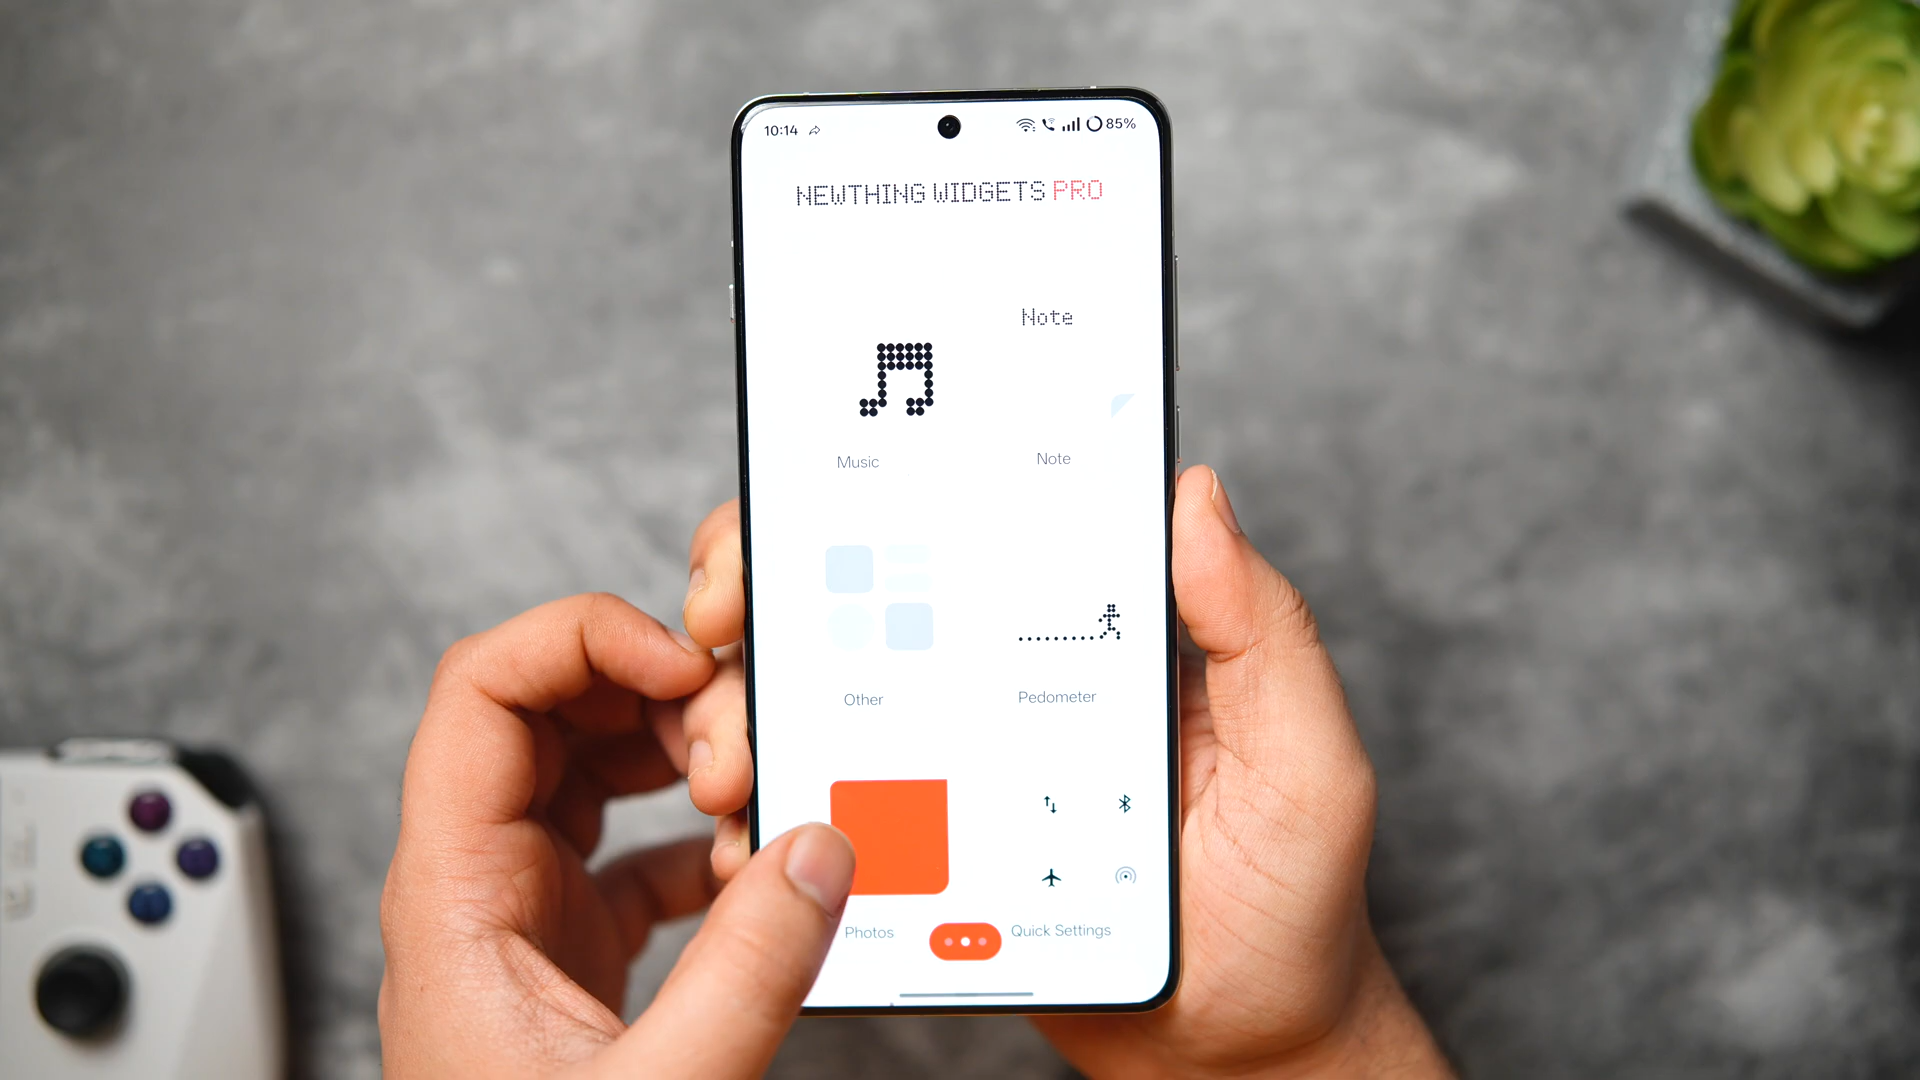 10:14 85%
NEWTHING WIDGETS PRO
Note
Music Note
Other Pedometer
Photos Quick Settings